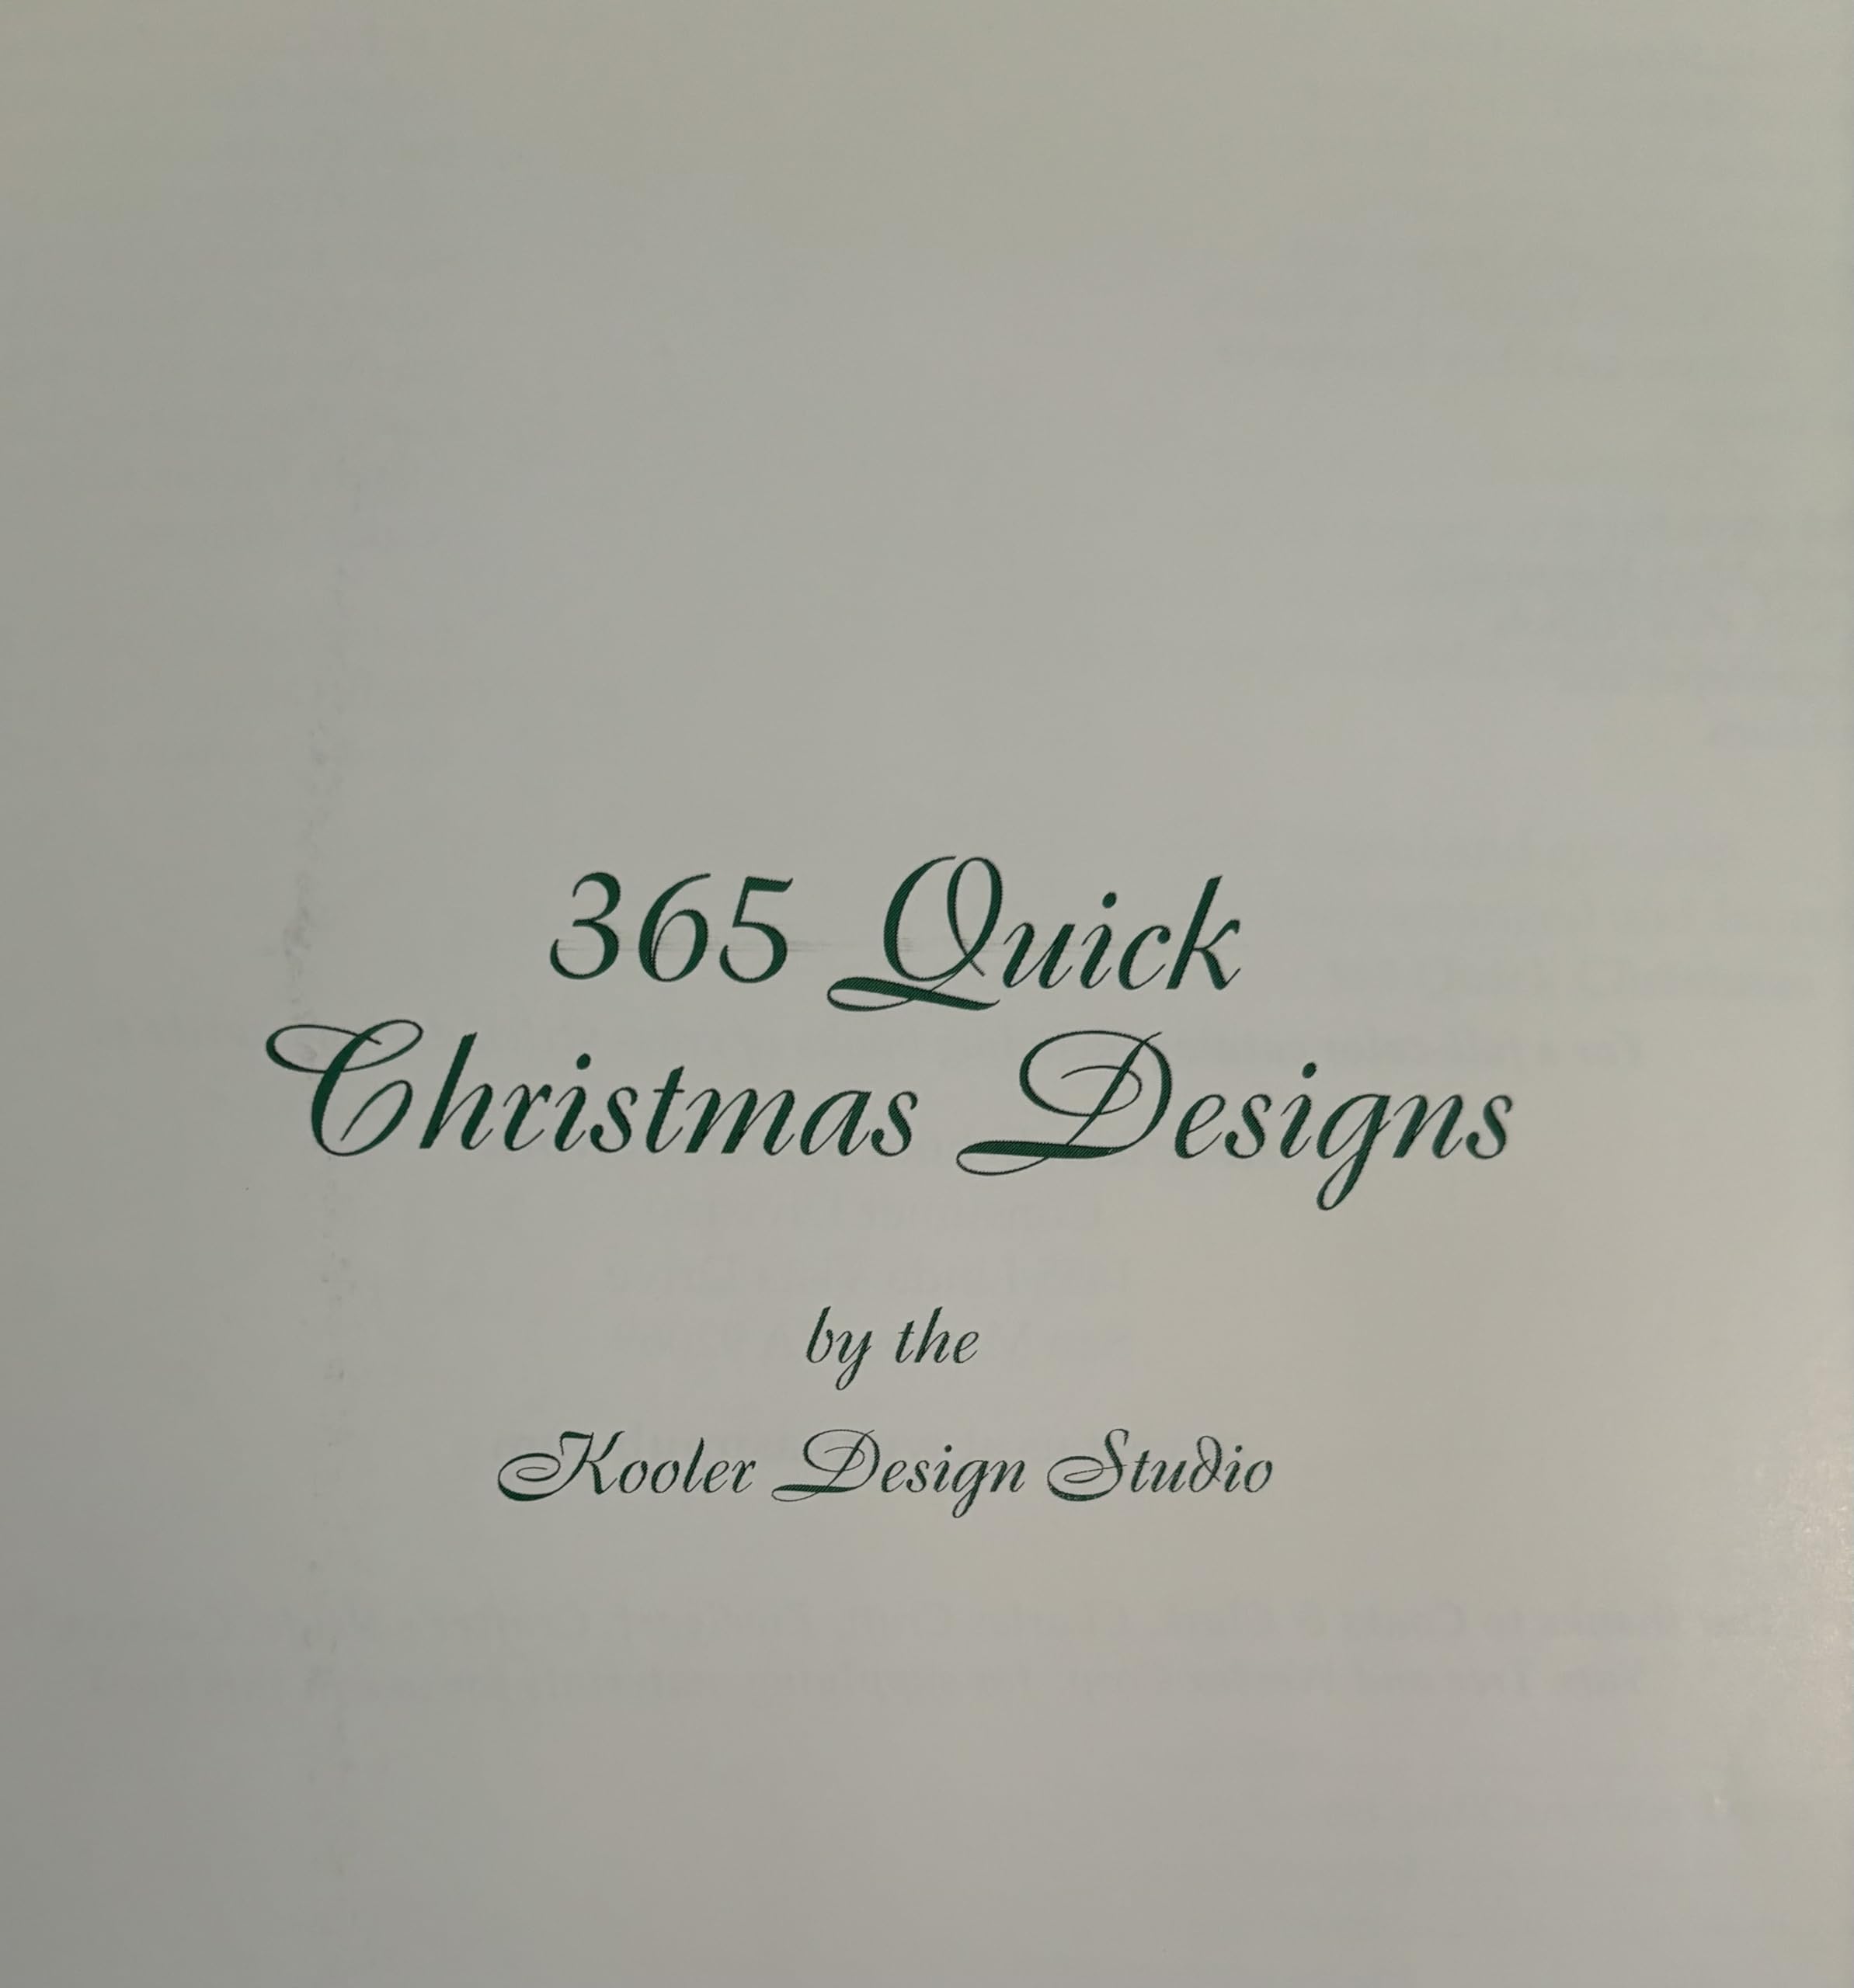 365 Quick
Christmas Designs
by the
Kooler Design Studio